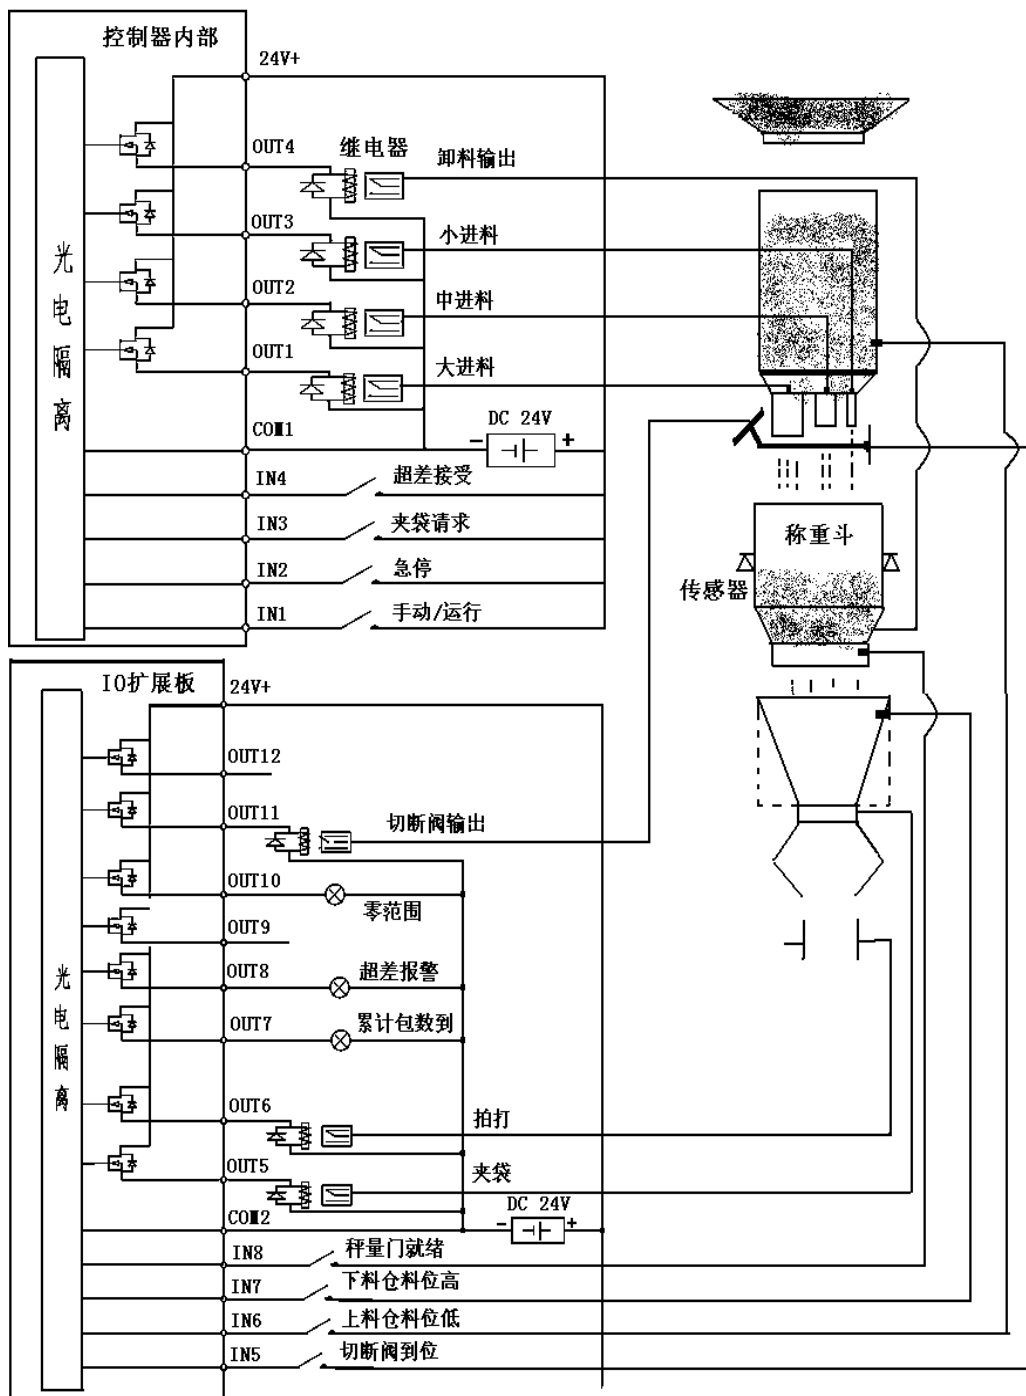 控制器内部
24V+
OUT4
继电器
卸料输出
OUT3
小进料
OUT2
中进料
OUT1
大进料
光电隔离
COM1
- DC 24V +
IN4
超差接受
IN3
夹袋请求
IN2
急停
IN1
手动/运行
称重斗
传感器
IO扩展板
24V+
OUT12
OUT11
切断阀输出
OUT10
零范围
OUT9
OUT8
超差报警
OUT7
累计包数到
光电隔离
OUT6
拍打
OUT5
夹袋
COM2
- DC 24V +
IN8
秤量门就绪
IN7
下料仓料位高
IN6
上料仓料位低
IN5
切断阀到位